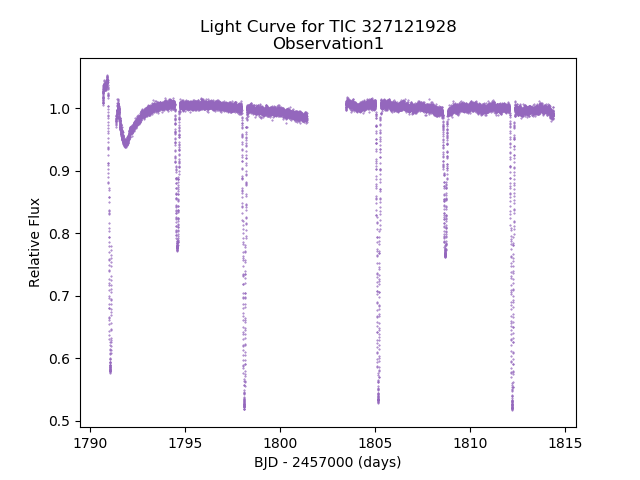 Light Curve for TIC 327121928
Observation1
Relative Flux
1.0
0.9
0.8
0.7
0.6
0.5
1790 1795 1800 1805 1810 1815
BJD - 2457000 (days)